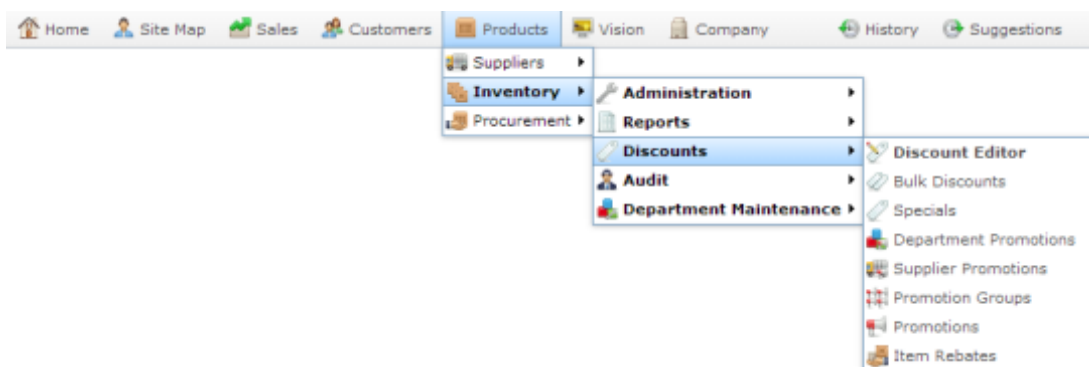 Home Site Map Sales Customers Products Vision Company History Suggestions
Suppliers
Inventory
Procurement
Administration
Reports
Discounts
Audit
Department Maintenance
Discount Editor
Bulk Discounts
Specials
Department Promotions
Supplier Promotions
Promotion Groups
Promotions
Item Rebates